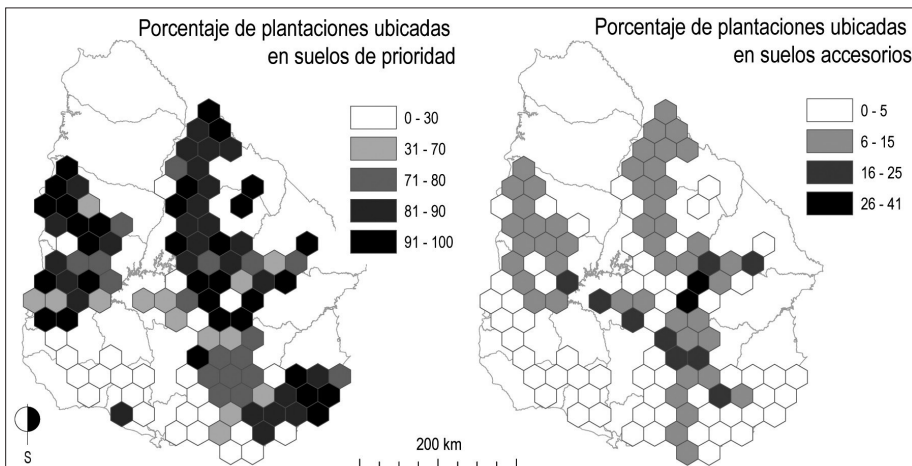 Porcentaje de plantaciones ubicadas
en suelos de prioridad
0 - 30
31 - 70
71 - 80
81 - 90
91 - 100
Porcentaje de plantaciones ubicadas
en suelos accesorios
0 - 5
6 - 15
16 - 25
26 - 41
S
200 km